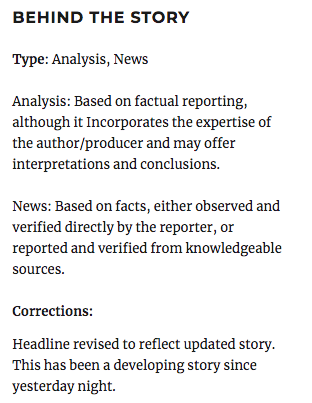 BEHIND THE STORY
Type: Analysis, News
Analysis: Based on factual reporting,
although it Incorporates the expertise of
the author/producer and may offer
interpretations and conclusions.
News: Based on facts, either observed and
verified directly by the reporter, or
reported and verified from knowledgeable
sources.
Corrections:
Headline revised to reflect updated story.
This has been a developing story since
yesterday night.